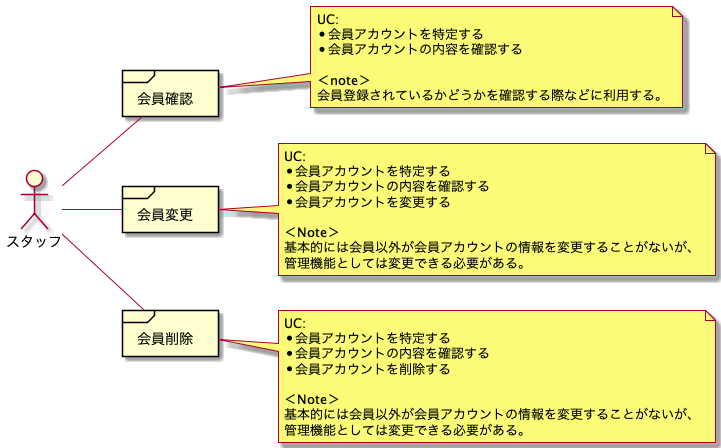 スタッフ
会員確認
UC:
•会員アカウントを特定する
•会員アカウントの内容を確認する
＜note＞
会員登録されているかどうかを確認する際などに利用する。
会員変更
UC:
•会員アカウントを特定する
•会員アカウントの内容を確認する
•会員アカウントを変更する
＜Note＞
基本的には会員以外が会員アカウントの情報を変更することがないが、
管理機能としては変更できる必要がある。
会員削除
UC:
•会員アカウントを特定する
•会員アカウントの内容を確認する
•会員アカウントを削除する
＜Note＞
基本的には会員以外が会員アカウントの情報を変更することがないが、
管理機能としては変更できる必要がある。